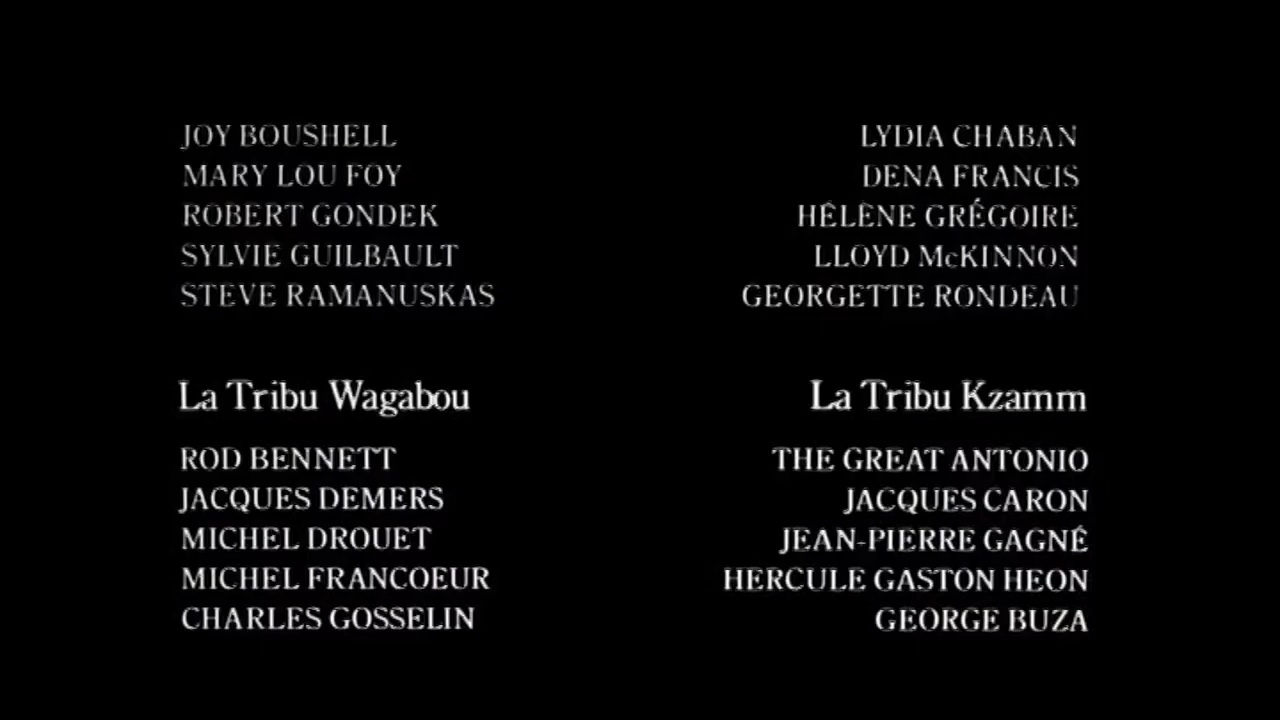 JOY BOUSHELL
LYDIA CHABAN
MARY LOU FOY
DENA FRANCIS
ROBERT GONDEK
HÉLÈNE GRÉGOIRE
SYLVIE GUILBAULT
LLOYD McKINNON
STEVE RAMANUSKAS
GEORGETTE RONDEAU
La Tribu Wagabou
ROD BENNETT
JACQUES DEMERS
MICHEL DROUET
MICHEL FRANCOEUR
CHARLES GOSSELIN
La Tribu Kzamm
THE GREAT ANTONIO
JACQUES CARON
JEAN-PIERRE GAGNÉ
HERCULE GASTON HEON
GEORGE BUZA